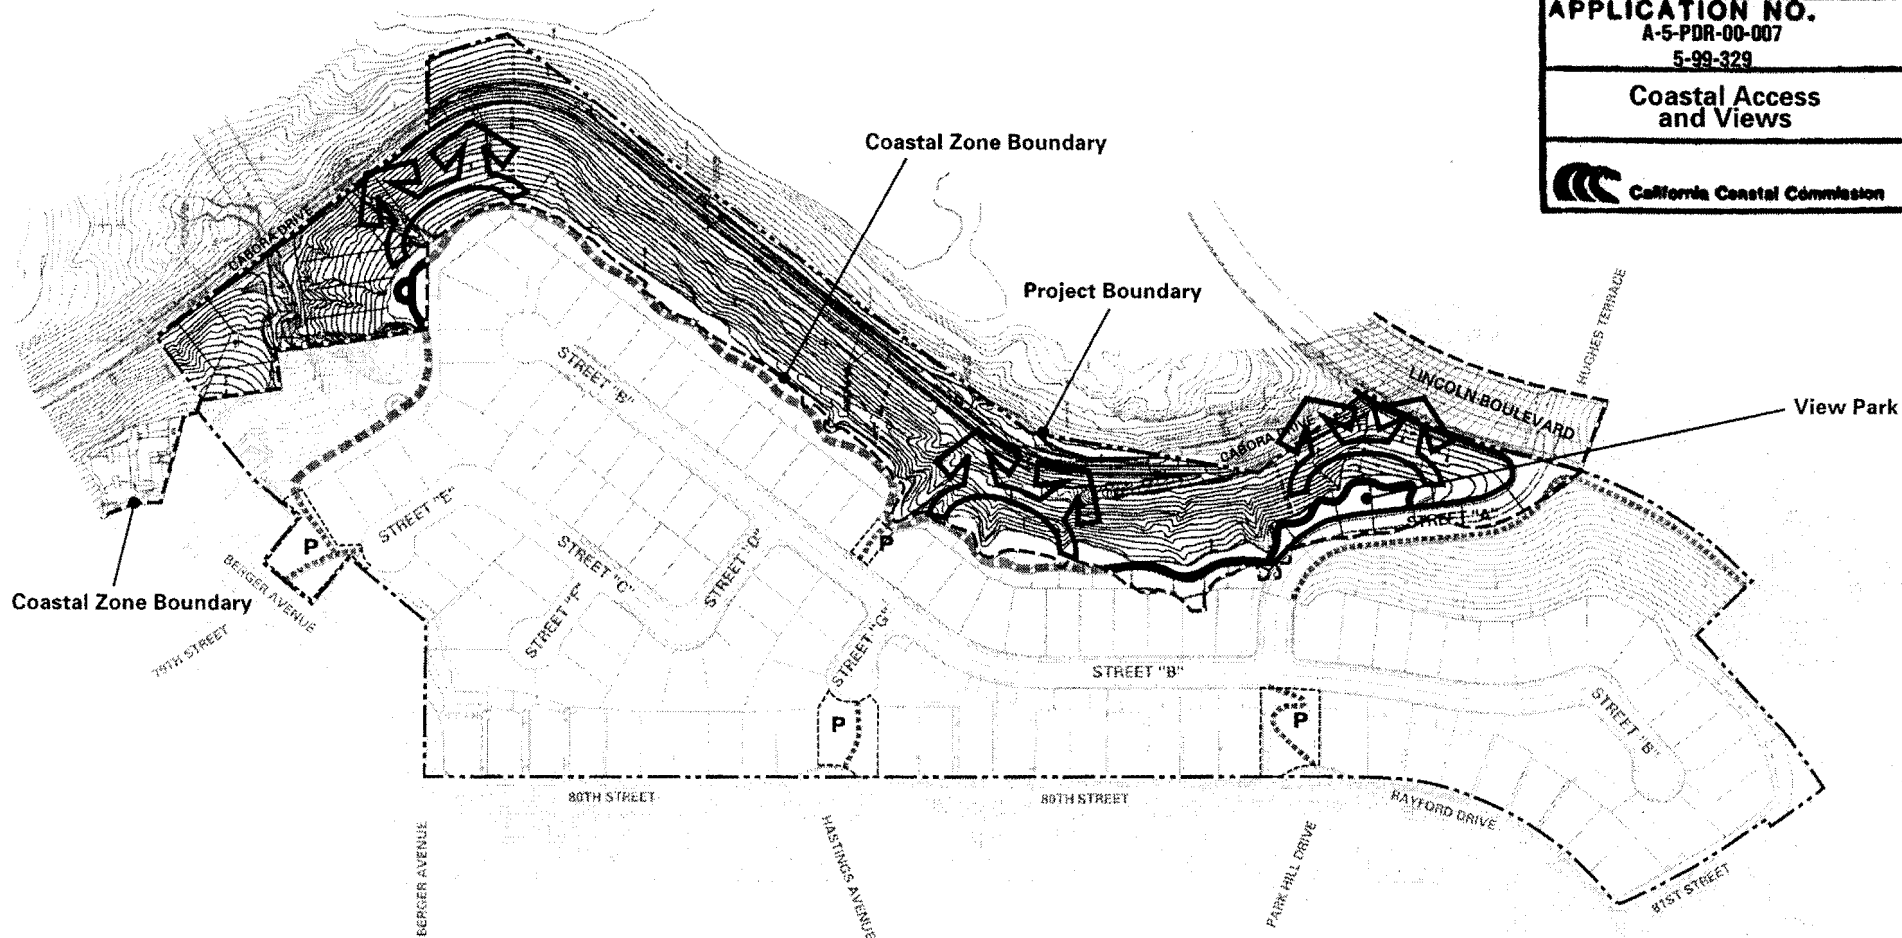 APPLICATION NO.
A-5-PDR-00-007
5-99-329
Coastal Access
and Views
California Coastal Commission
Coastal Zone Boundary
Project Boundary
View Park
HUGHES TERRACE
LINCOLN BOULEVARD
CABORA DRIVE
CABORA DRIVE
STREET "A"
STREET "B"
STREET "E"
STREET "C"
STREET "D"
STREET "F"
STREET "G"
P
P
BERGER AVENUE
Coastal Zone Boundary
79TH STREET
STREET "B"
STREET "B"
P
P
80TH STREET
80TH STREET
RAYFORD DRIVE
81ST STREET
BERGER AVENUE
HASTINGS AVENUE
PARK HILL DRIVE